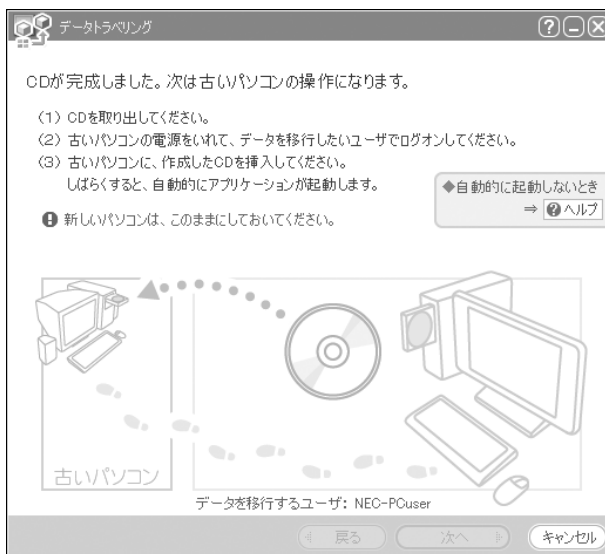 データトラベリング
CDが完成しました。次は古いパソコンの操作になります。
(1) CDを取り出してください。
(2) 古いパソコンの電源をいれて、データを移行したいユーザでログオンしてください。
(3) 古いパソコンに、作成したCDを挿入してください。
しばらくすると、自動的にアプリケーションが起動します。
◆自動的に起動しないとき
⇒ ?ヘルプ
! 新しいパソコンは、このままにしておいてください。
古いパソコン
データを移行するユーザ: NEC-PCuser
戻る 次へ キャンセル